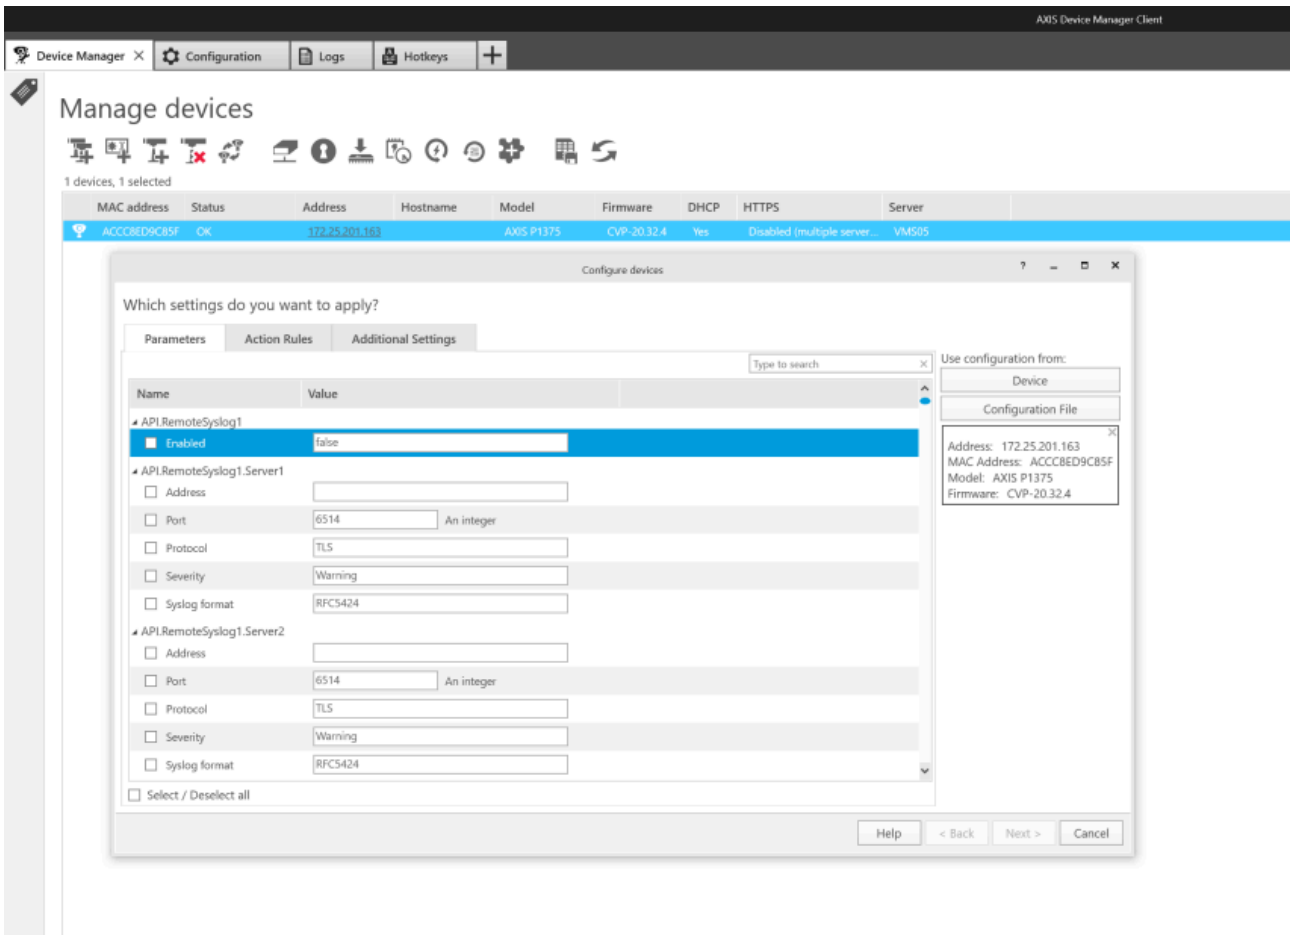 AXIS Device Manager Client
Device Manager Configuration Logs Hotkeys
Manage devices
1 devices, 1 selected
MAC address Status Address Hostname Model Firmware DHCP HTTPS Server
ACCC8ED9C85F OK 172.25.201.163 AXIS P1375 CVP-20.32.4 Yes Disabled (multiple server... VMS05
Configure devices
Which settings do you want to apply?
Parameters Action Rules Additional Settings
Type to search
Name Value
API.RemoteSyslog1
Enabled false
API.RemoteSyslog1.Server1
Address
Port 6514 An integer
Protocol TLS
Severity Warning
Syslog format RFC5424
API.RemoteSyslog1.Server2
Address
Port 6514 An integer
Protocol TLS
Severity Warning
Syslog format RFC5424
Select / Deselect all
Use configuration from:
Device
Configuration File
Address: 172.25.201.163
MAC Address: ACCC8ED9C85F
Model: AXIS P1375
Firmware: CVP-20.32.4
Help < Back Next > Cancel